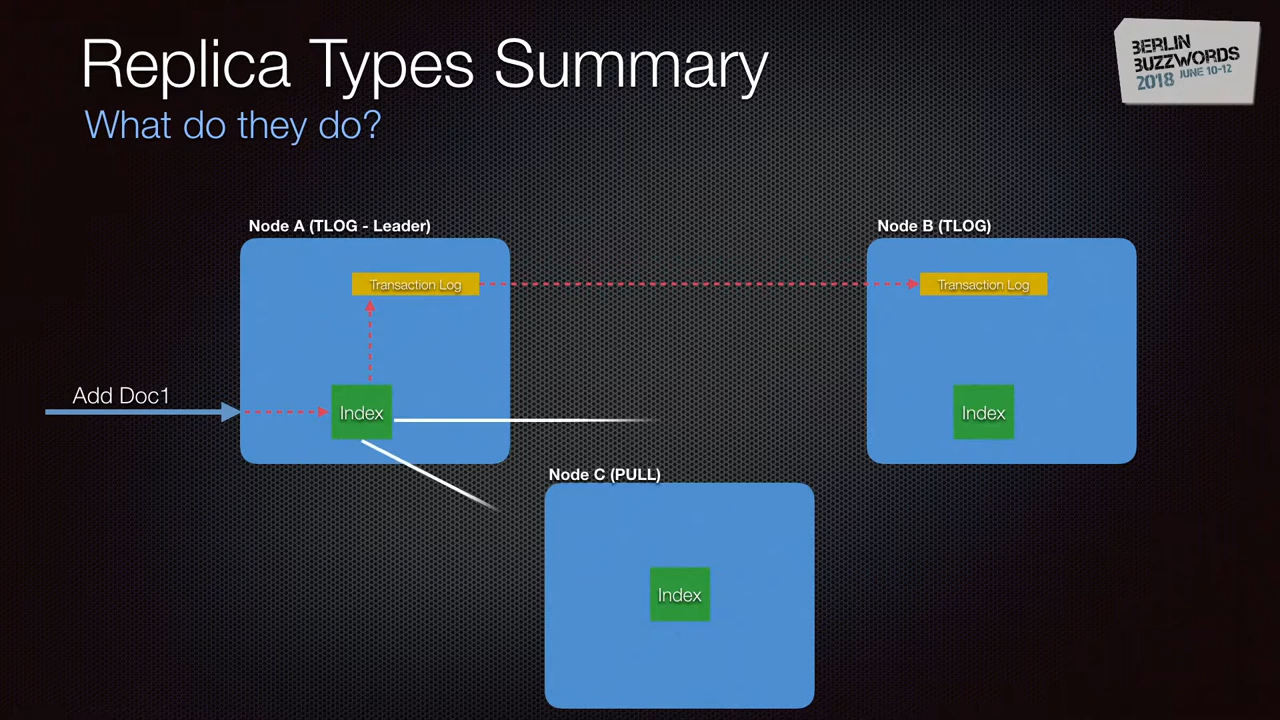 Replica Types Summary
What do they do?
BERLIN
BUZZWORDS
2018 JUNE 10-12
Node A (TLOG - Leader)
Transaction Log
Add Doc1
Index
Node B (TLOG)
Transaction Log
Index
Node C (PULL)
Index